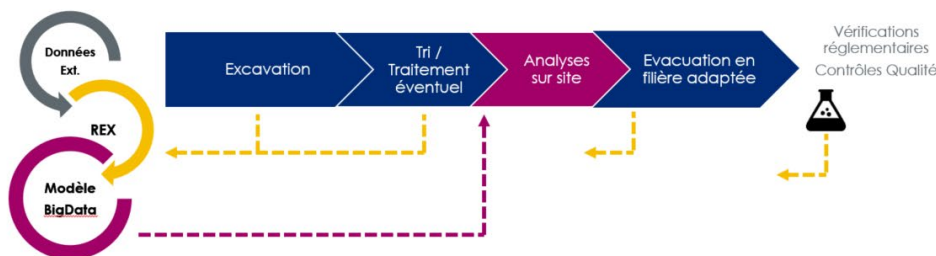 Données
Ext.
REX
Modèle
BigData
Excavation
Tri /
Traitement
éventuel
Analyses
sur site
Evacuation en
filière adaptée
Vérifications
réglementaires
Contrôles Qualité